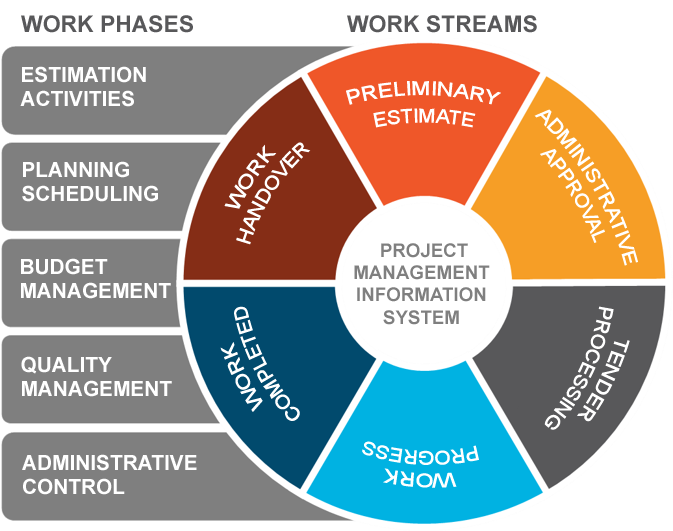 WORK PHASES
WORK STREAMS
ESTIMATION
ACTIVITIES
PLANNING
SCHEDULING
BUDGET
MANAGEMENT
QUALITY
MANAGEMENT
ADMINISTRATIVE
CONTROL
PRELIMINARY
ESTIMATE
ADMINISTRATIVE
APPROVAL
TENDER
PROCESSING
WORK
PROGRESS
WORK
COMPLETED
WORK
HANDOVER
PROJECT
MANAGEMENT
INFORMATION
SYSTEM